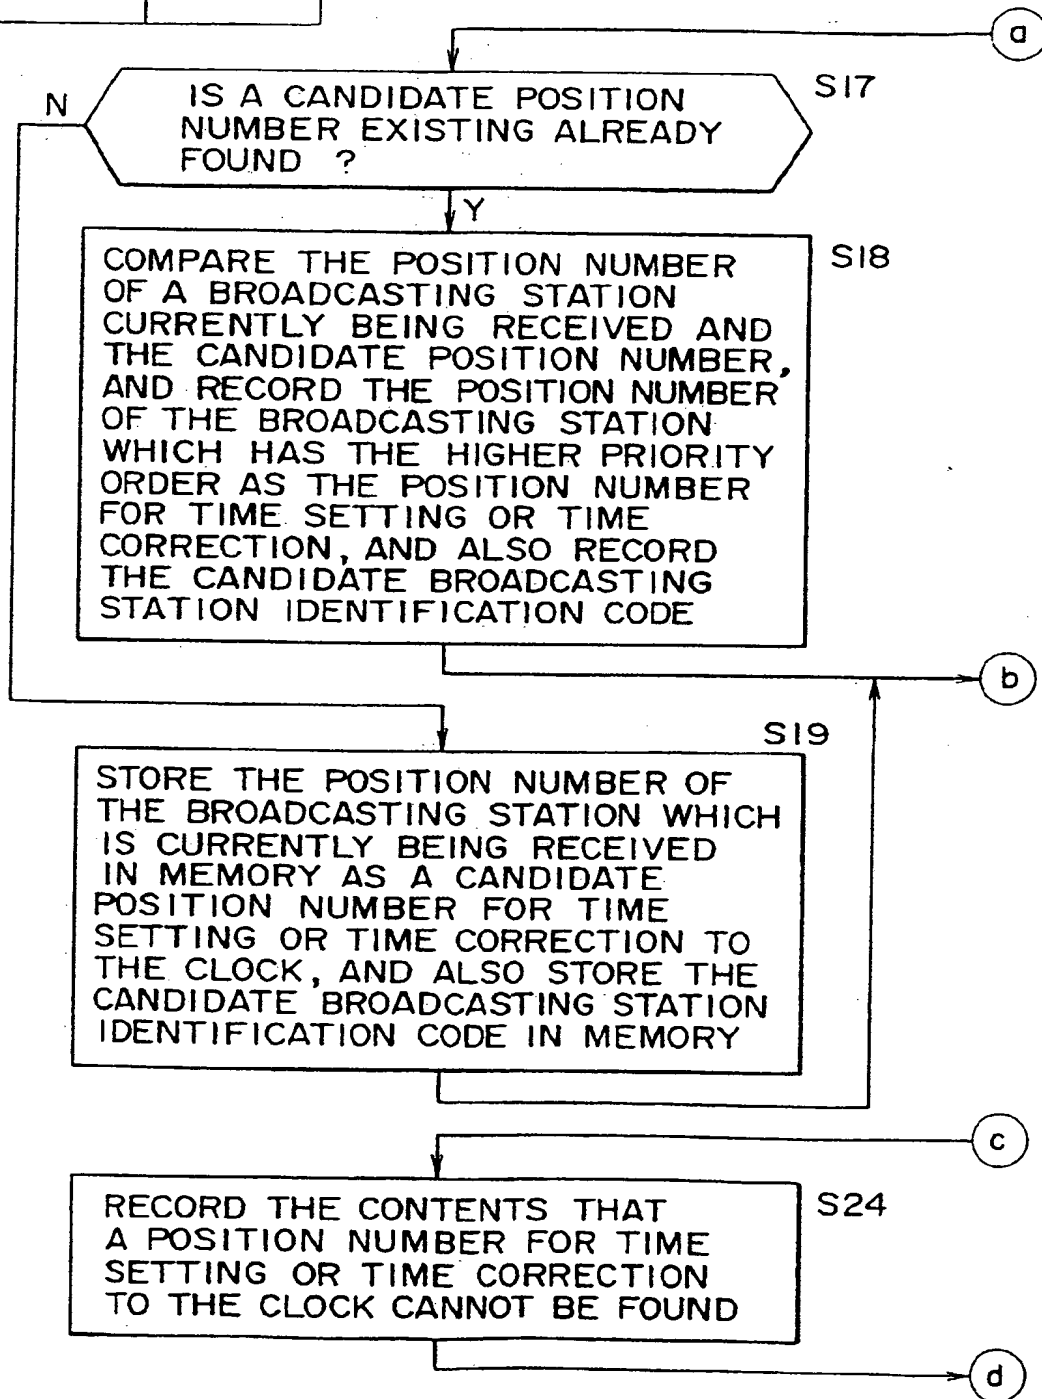 a
S17
N
IS A CANDIDATE POSITION
NUMBER EXISTING ALREADY
FOUND ?
Y
S18
COMPARE THE POSITION NUMBER
OF A BROADCASTING STATION
CURRENTLY BEING RECEIVED AND
THE CANDIDATE POSITION NUMBER,
AND RECORD THE POSITION NUMBER
OF THE BROADCASTING STATION
WHICH HAS THE HIGHER PRIORITY
ORDER AS THE POSITION NUMBER
FOR TIME SETTING OR TIME
CORRECTION, AND ALSO RECORD
THE CANDIDATE BROADCASTING
STATION IDENTIFICATION CODE
b
S19
STORE THE POSITION NUMBER OF
THE BROADCASTING STATION WHICH
IS CURRENTLY BEING RECEIVED
IN MEMORY AS A CANDIDATE
POSITION NUMBER FOR TIME
SETTING OR TIME CORRECTION TO
THE CLOCK, AND ALSO STORE THE
CANDIDATE BROADCASTING STATION
IDENTIFICATION CODE IN MEMORY
c
S24
RECORD THE CONTENTS THAT
A POSITION NUMBER FOR TIME
SETTING OR TIME CORRECTION
TO THE CLOCK CANNOT BE FOUND
d